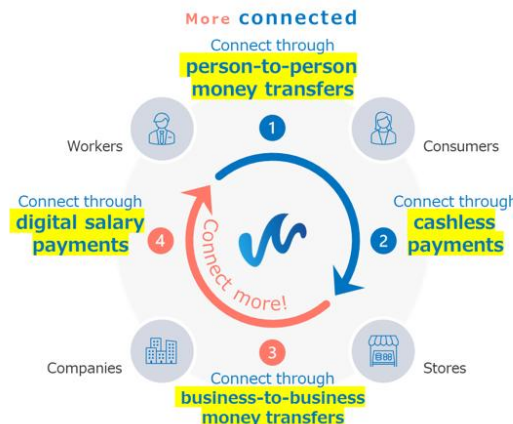 More connected
Connect through
person-to-person
money transfers
1
Workers
Consumers
Connect through
digital salary
payments
4
Connect more!
2
Connect through
cashless
payments
3
Companies
Stores
Connect through
business-to-business
money transfers